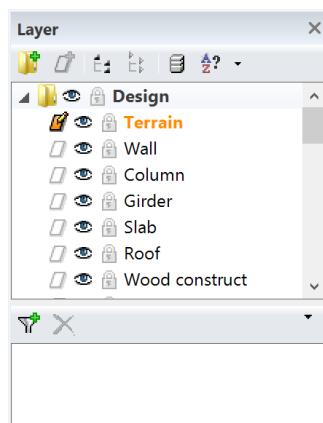 Layer
Design
Terrain
Wall
Column
Girder
Slab
Roof
Wood construct